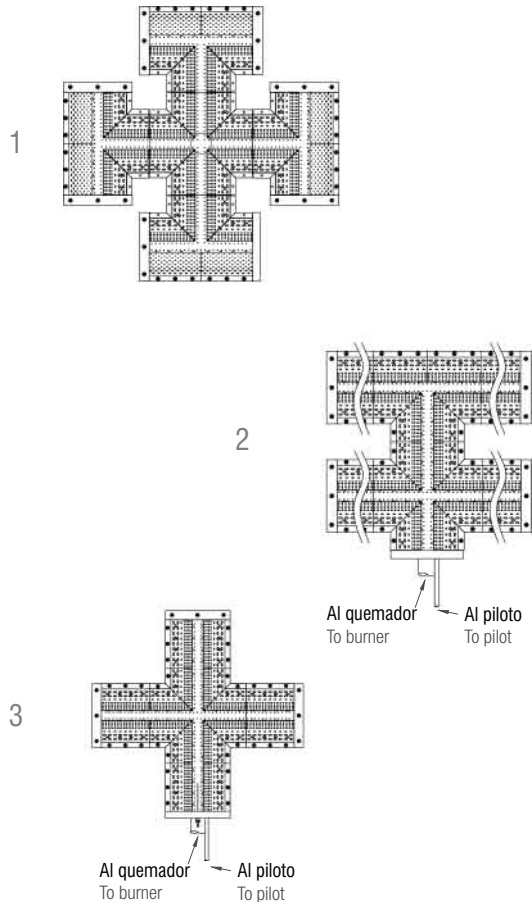 1
2
Al quemador
To burner
Al piloto
To pilot
3
Al quemador
To burner
Al piloto
To pilot